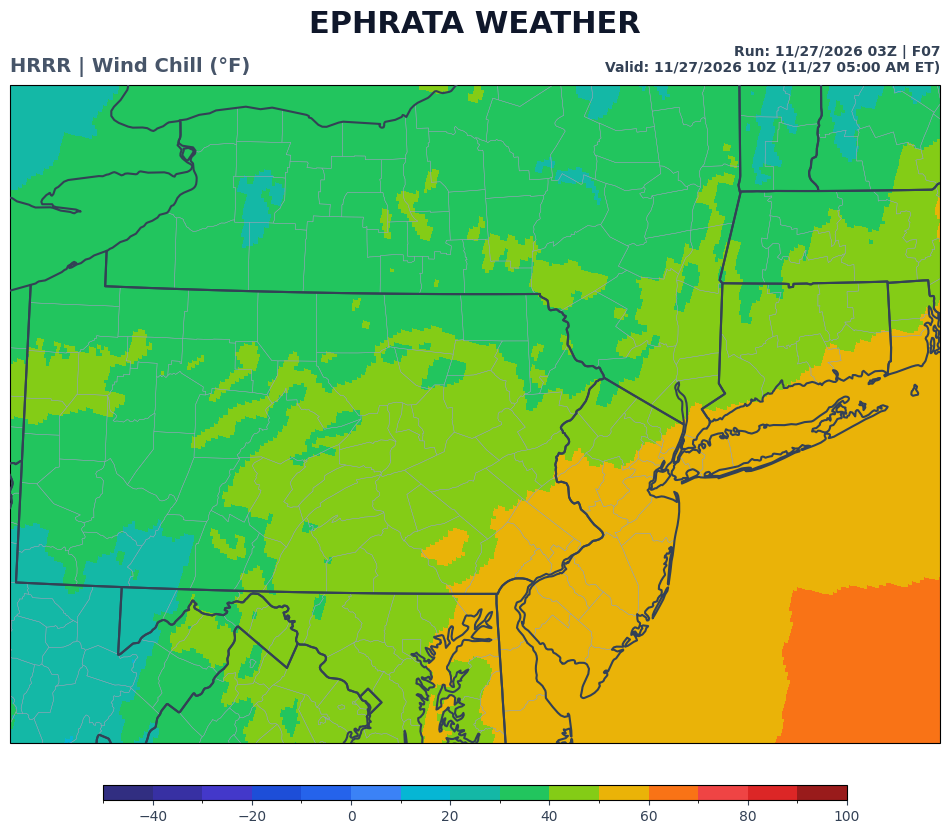 EPHRATA WEATHER
HRRR | Wind Chill (°F)
Run: 11/27/2026 03Z | F07
Valid: 11/27/2026 10Z (11/27 05:00 AM ET)
−40 −20 0 20 40 60 80 100